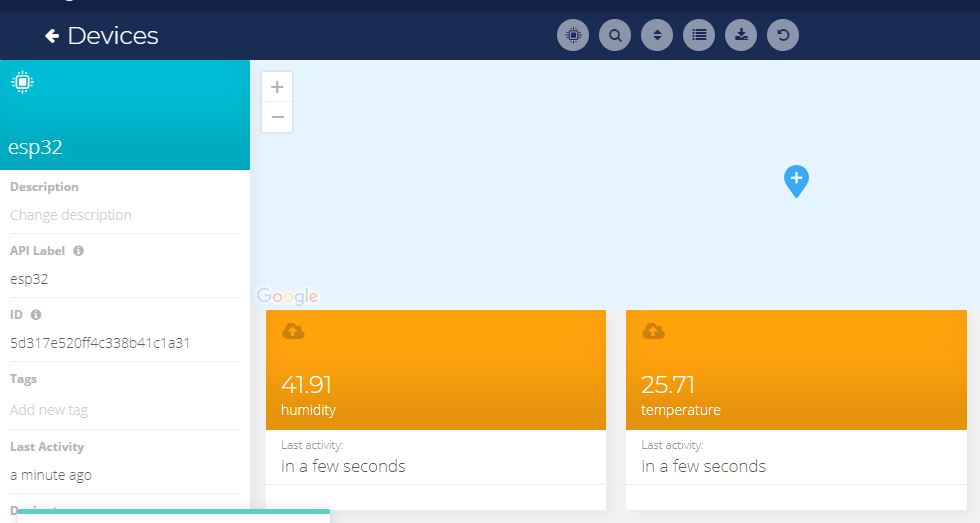 Devices
esp32
Description
Change description
API Label
esp32
ID
5d317e520ff4c338b41c1a31
Tags
Add new tag
Last Activity
a minute ago
+
−
Google
41.91
humidity
Last activity:
in a few seconds
25.71
temperature
Last activity:
in a few seconds